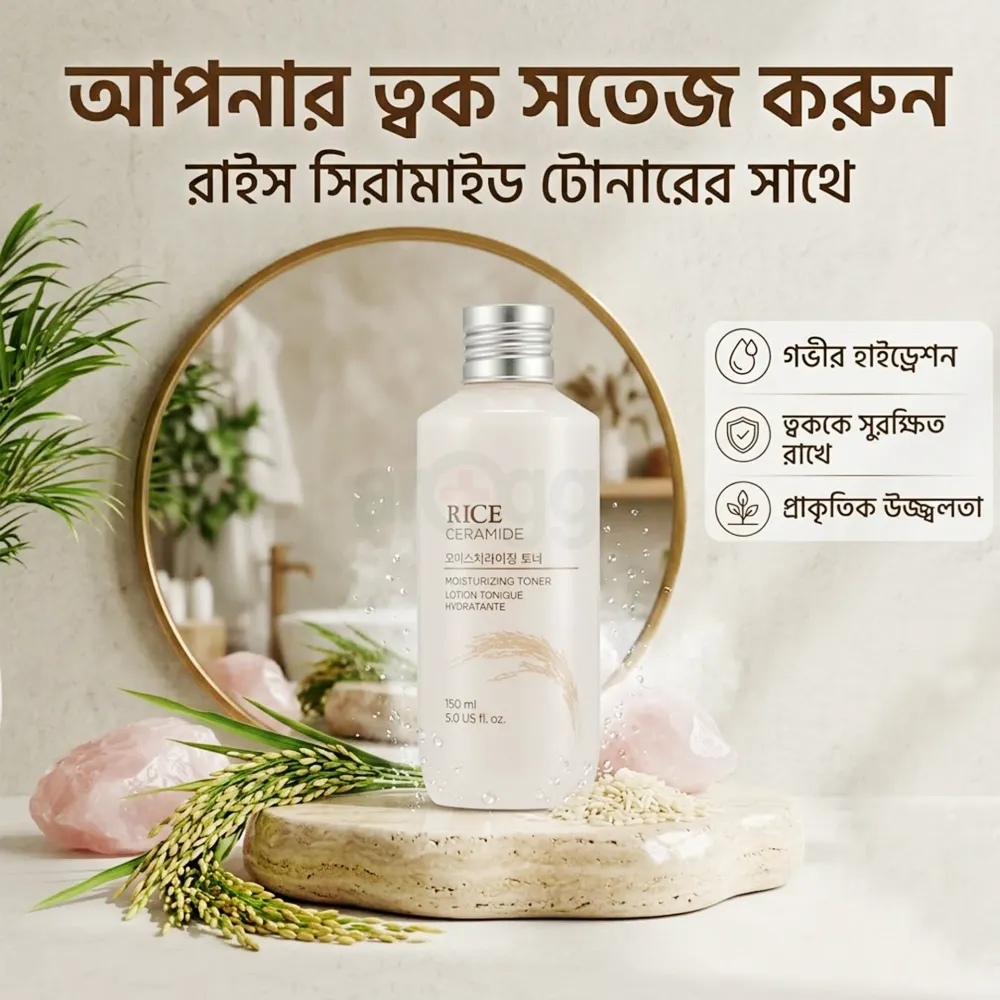 আপনার ত্বক সতেজ করুন
রাইস সিরামাইড টোনারের সাথে
গভীর হাইড্রেশন
ত্বককে সুরক্ষিত
রাখে
প্রাকৃতিক উজ্জ্বলতা
arogga
RICE
CERAMIDE
모이스처라이징 토너
MOISTURIZING TONER
LOTION TONIQUE
HYDRATANTE
150 ml
5.0 US fl. oz.